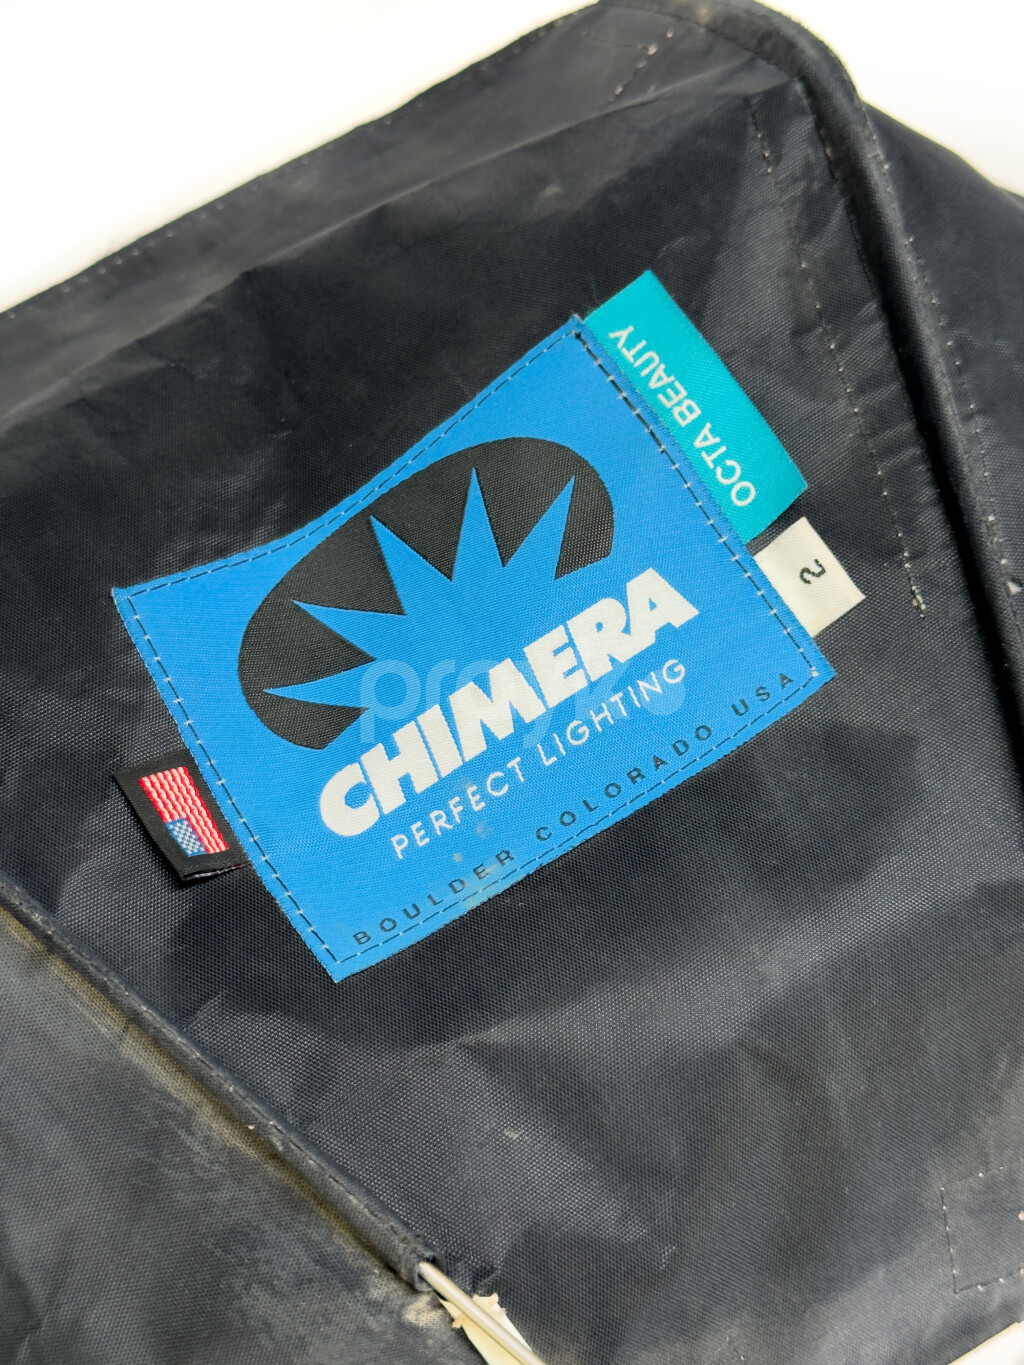 OCTA BEAUTY
2
CHIMERA
PERFECT LIGHTING
BOULDER COLORADO USA